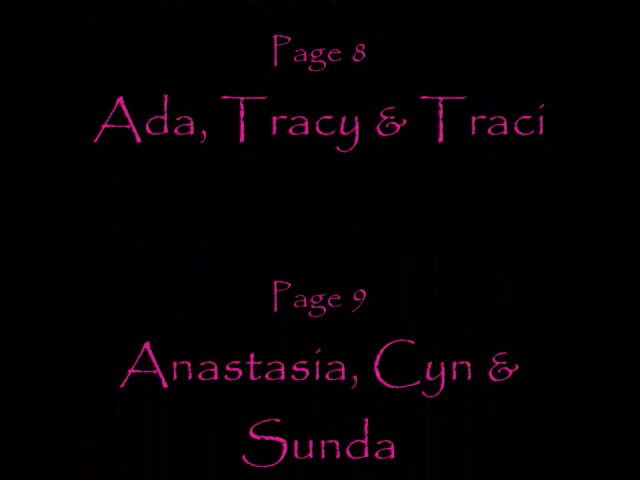 Page 8
Ada, Tracy & Traci
Page 9
Anastasia, Cyn &
Sunda